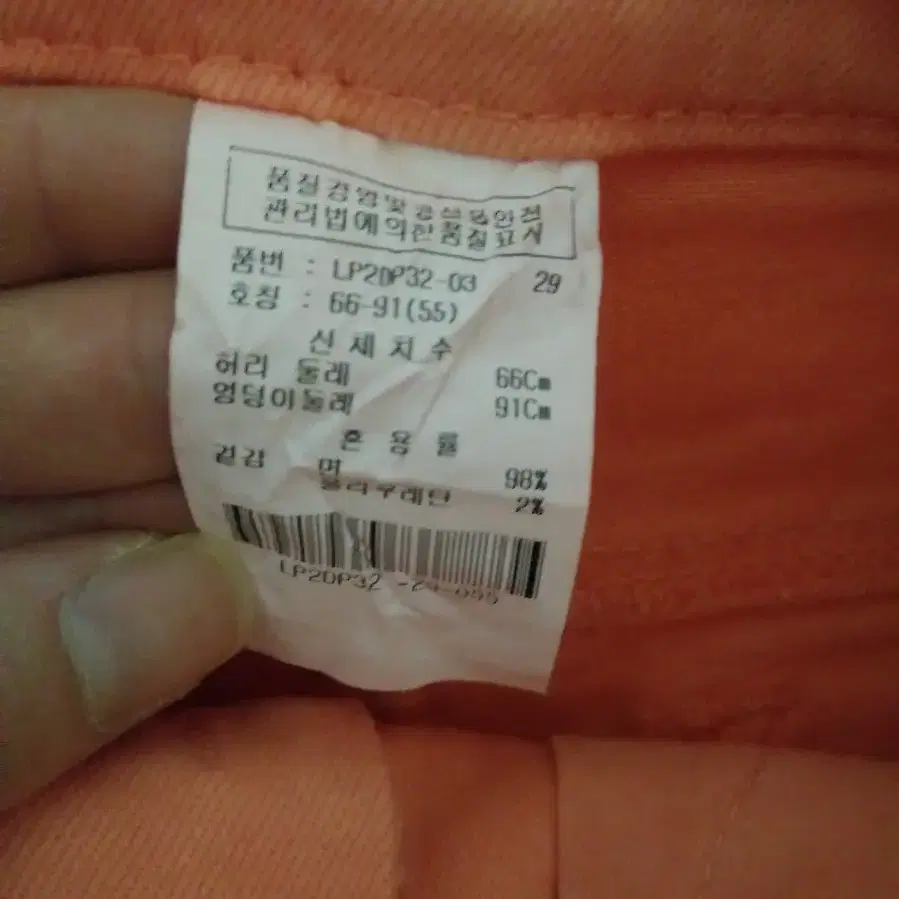 품질경영및공산품안전
관리법에의한품질표시
품번 : LP2DP32-03 29
호칭 : 66-91(55)
신체치수
허리 둘레 66Cm
엉덩이둘레 91Cm
혼용률
겉감 면 98%
폴리우레탄 2%
LP2DP32